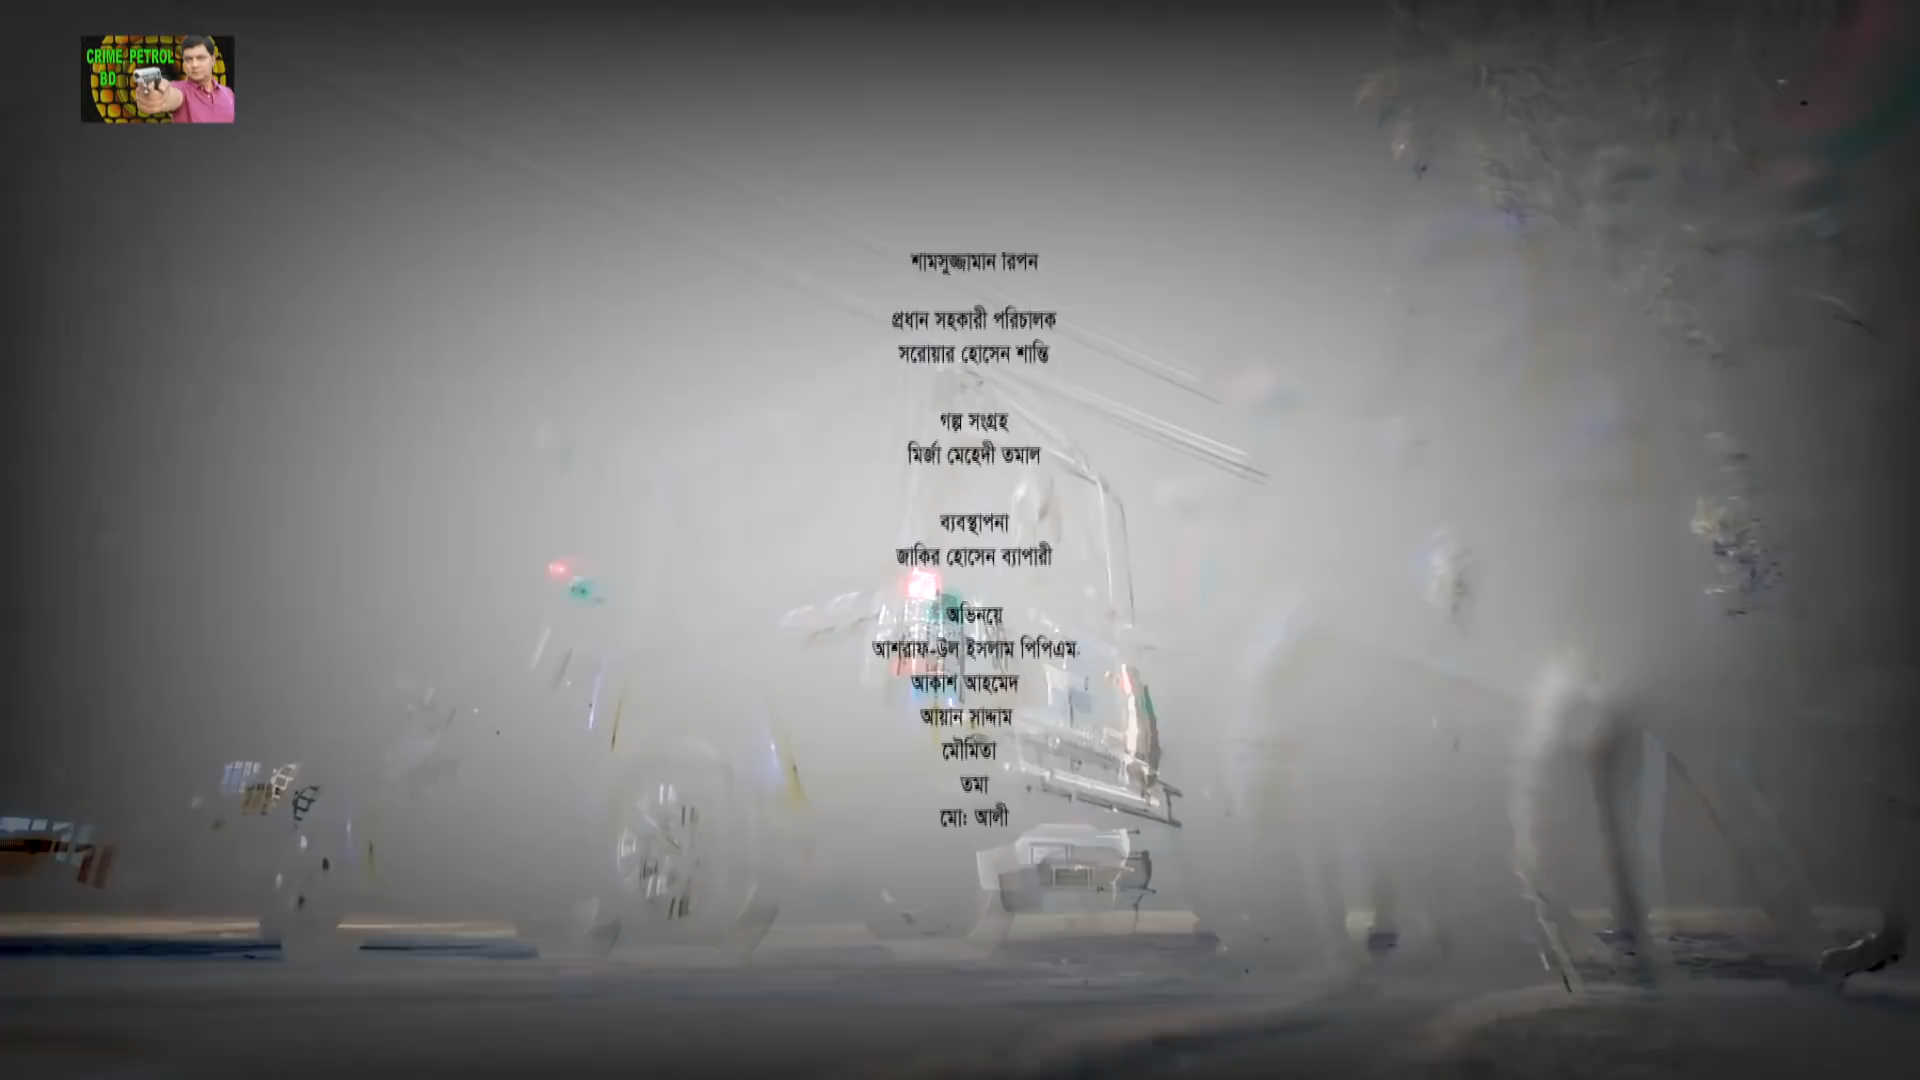 CRIME PETROL
BD
শামসুজ্জামান রিপন
প্রধান সহকারী পরিচালক
সরোয়ার হোসেন শান্তি
গল্প সংগ্রহ
মির্জা মেহেদী তমাল
ব্যবস্থাপনা
জাকির হোসেন ব্যাপারী
অভিনয়ে
আশরাফ-উল ইসলাম পিপিএম
আকাশ আহমেদ
আয়ান সাদ্দাম
মৌমিতা
তমা
মো: আলী